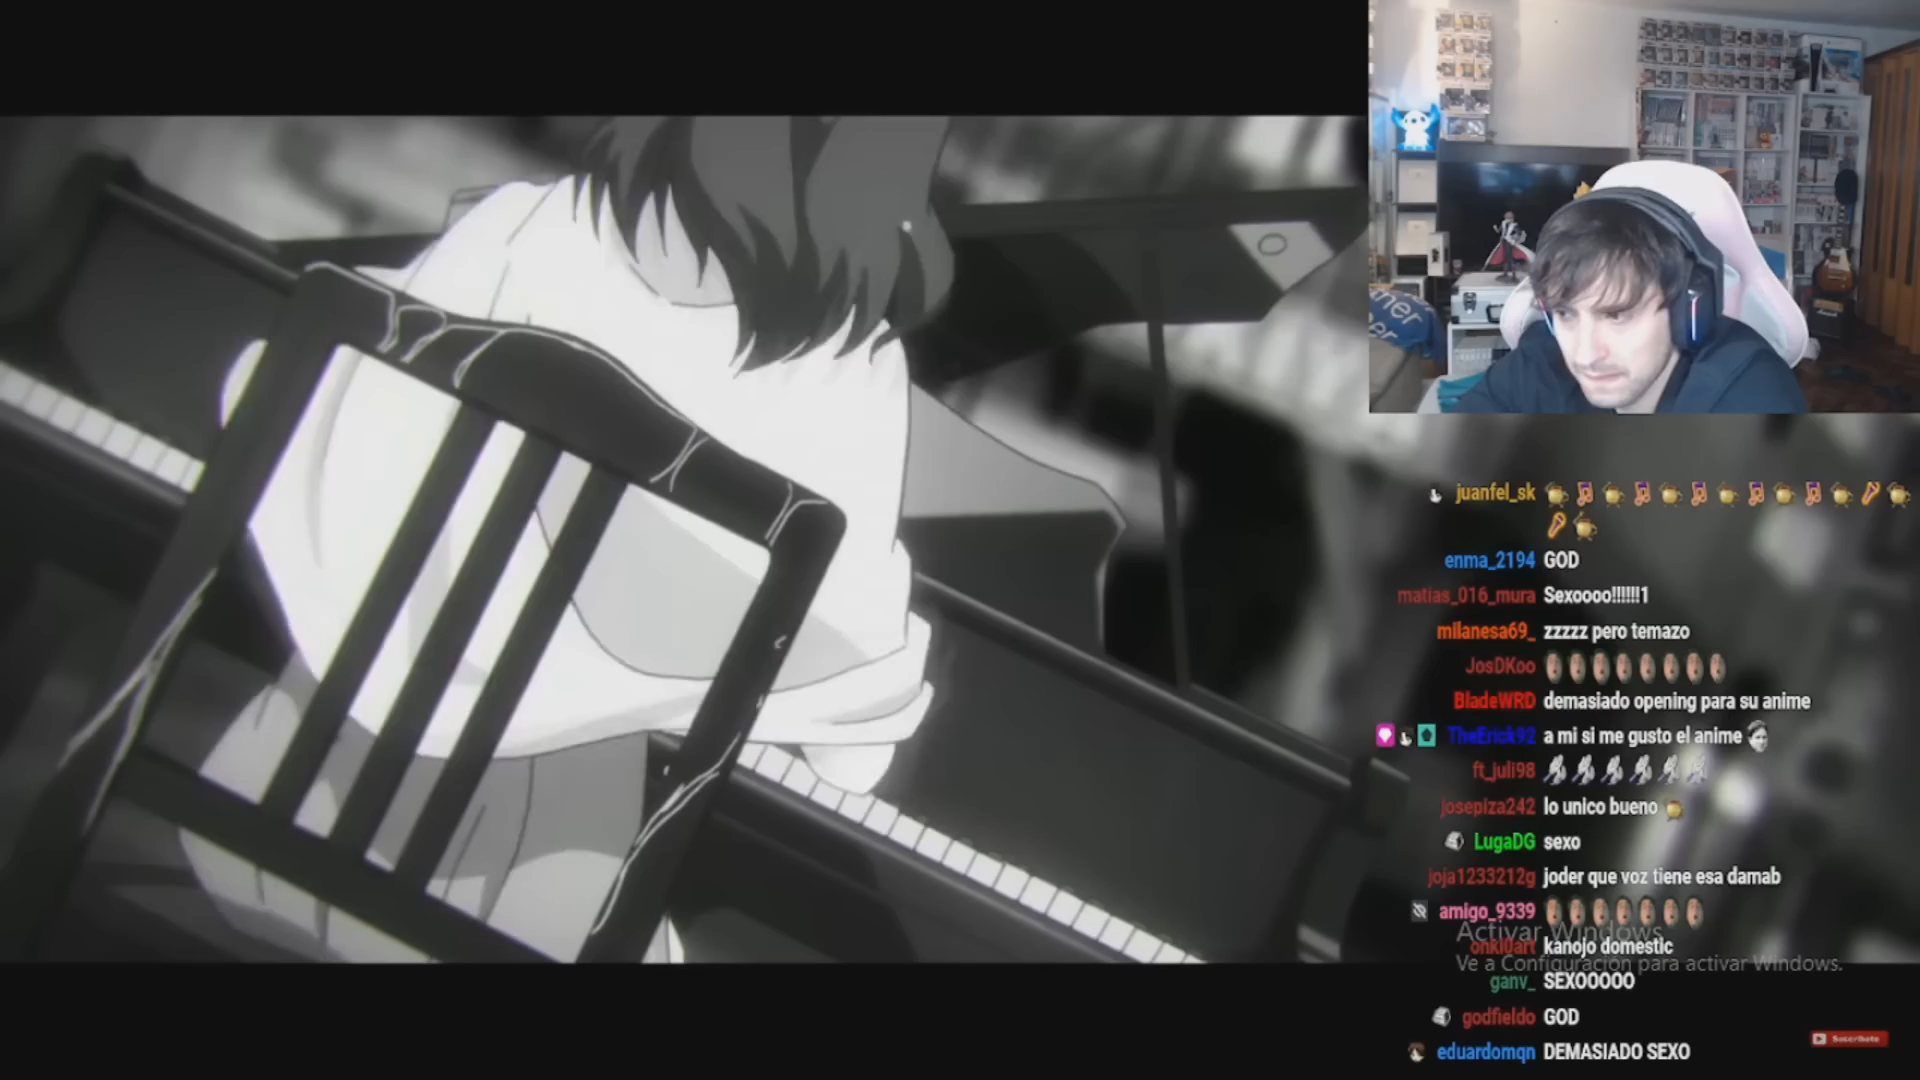 juanfel_sk
enma_2194 GOD
matias_016_mura Sexoooo!!!!!!1
milanesa69_ zzzzz pero temazo
JosDKoo
BladeWRD demasiado opening para su anime
TheErick92 a mi si me gusto el anime
ft_juli98
josepiza242 lo unico bueno
LugaDG sexo
joja1233212g joder que voz tiene esa damab
amigo_9339
Activar Windows
kanojo domestic
Ve a Configuración para activar Windows.
ganv_ SEXOOOOO
godfieldo GOD
Suscríbete
eduardomqn DEMASIADO SEXO